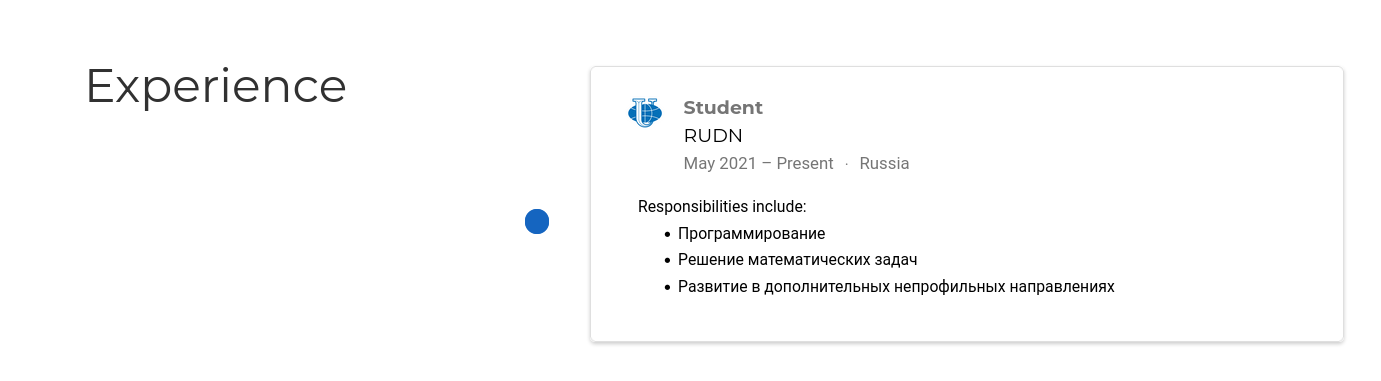 Experience
Student
RUDN
May 2021 – Present · Russia
Responsibilities include:
• Программирование
• Решение математических задач
• Развитие в дополнительных непрофильных направлениях